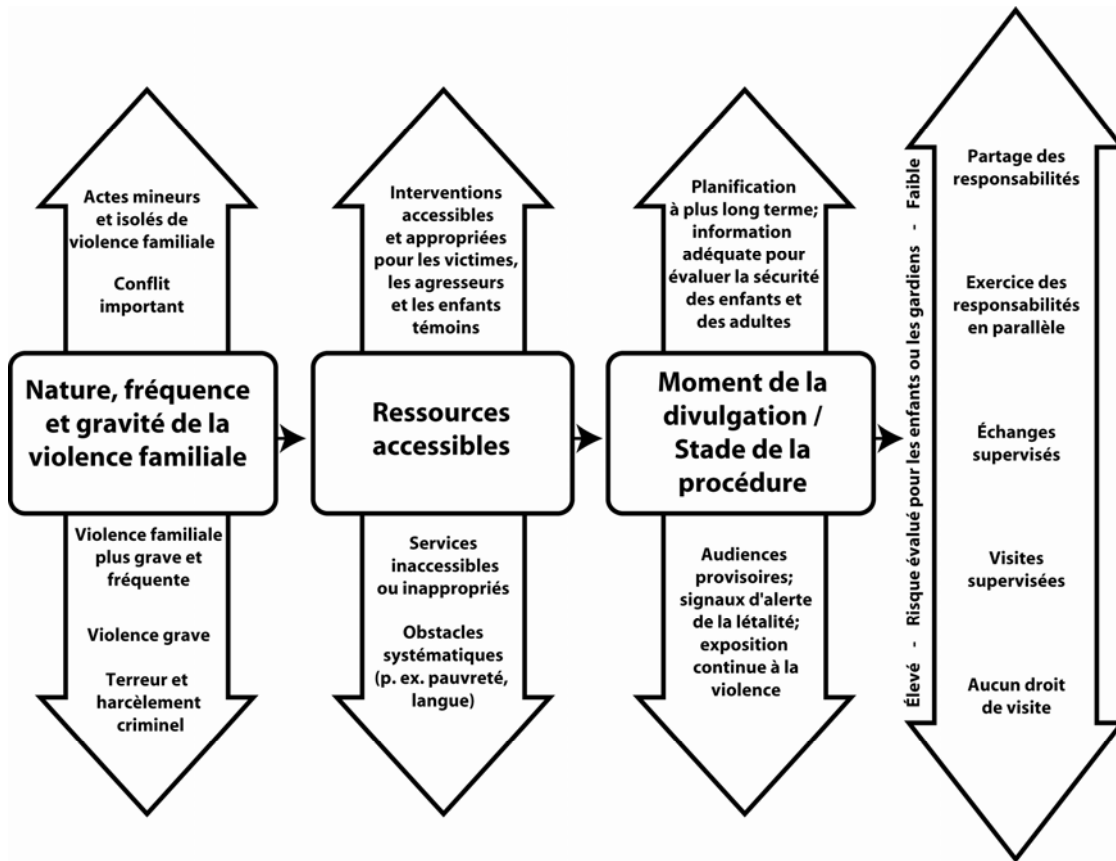 Actes mineurs
et isolés de
violence familiale
Conflit
important
Nature, fréquence
et gravité de la
violence familiale
Violence familiale
plus grave et
fréquente
Violence grave
Terreur et
harcèlement
criminel
Interventions
accessibles
et appropriées
pour les victimes,
les agresseurs
et les enfants
témoins
Ressources
accessibles
Services
inaccessibles
ou inappropriés
Obstacles
systématiques
(p. ex. pauvreté,
langue)
Planification
à plus long terme;
information
adéquate pour
évaluer la sécurité
des enfants et
des adultes
Moment de la
divulgation /
Stade de la
procédure
Audiences
provisoires;
signaux d'alerte
de la létalité;
exposition
continue à la
violence
Élevé - Risque évalué pour les enfants ou les gardiens - Faible
Partage des
responsabilités
Exercice des
responsabilités
en parallèle
Échanges
supervisés
Visites
supervisées
Aucun droit
de visite